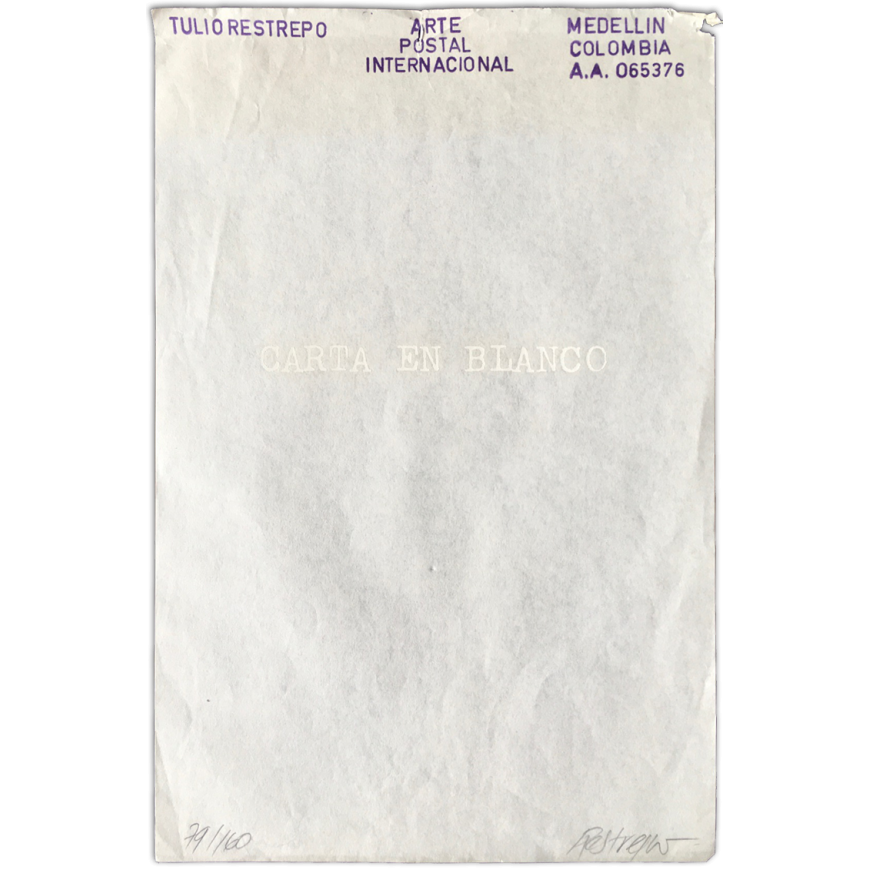 TULIO RESTREPO
ARTE
POSTAL
INTERNACIONAL
MEDELLIN
COLOMBIA
A.A. 065376
CARTA EN BLANCO
79/160
Restrepo